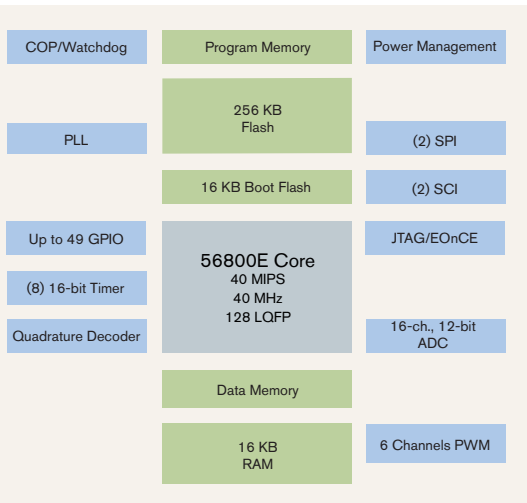 COP/Watchdog
Program Memory
Power Management
256 KB
Flash
PLL
(2) SPI
16 KB Boot Flash
(2) SCI
Up to 49 GPIO
56800E Core
40 MIPS
40 MHz
128 LQFP
JTAG/EOnCE
(8) 16-bit Timer
Quadrature Decoder
16-ch., 12-bit
ADC
Data Memory
16 KB
RAM
6 Channels PWM